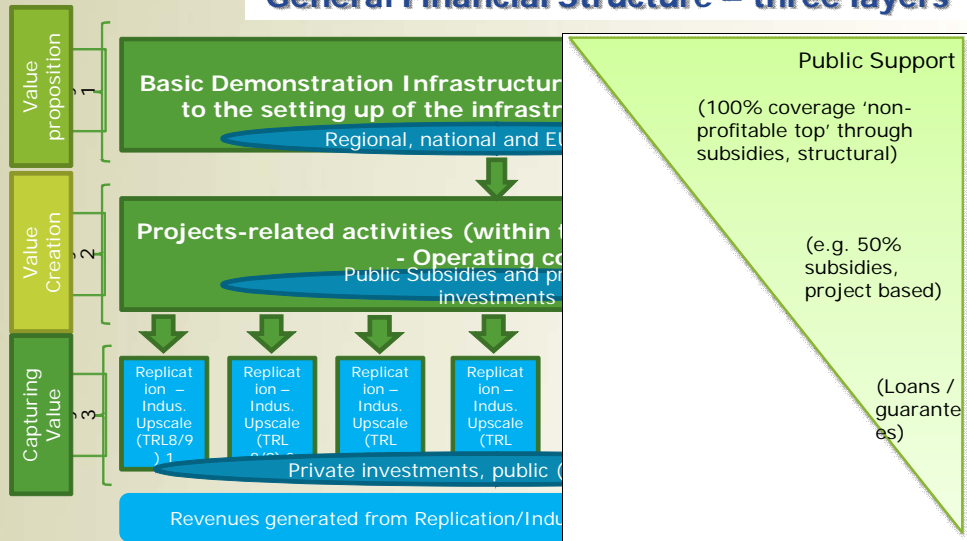 General Financial Structure – three layers
Value
proposition
1
Basic Demonstration Infrastructure
to the setting up of the infrastr
Regional, national and EU
Value
Creation
2
Projects-related activities (within
- Operating co
Public Subsidies and pr
investments
Capturing
Value
3
Replicat
ion –
Indus.
Upscale
(TRL8/9
) 1
Replicat
ion –
Indus.
Upscale
(TRL
Replicat
ion –
Indus.
Upscale
(TRL
Replicat
ion –
Indus.
Upscale
(TRL
Private investments, public (
Revenues generated from Replication/Indu
Public Support
(100% coverage ‘non-
profitable top’ through
subsidies, structural)
(e.g. 50%
subsidies,
project based)
(Loans /
guarante
es)